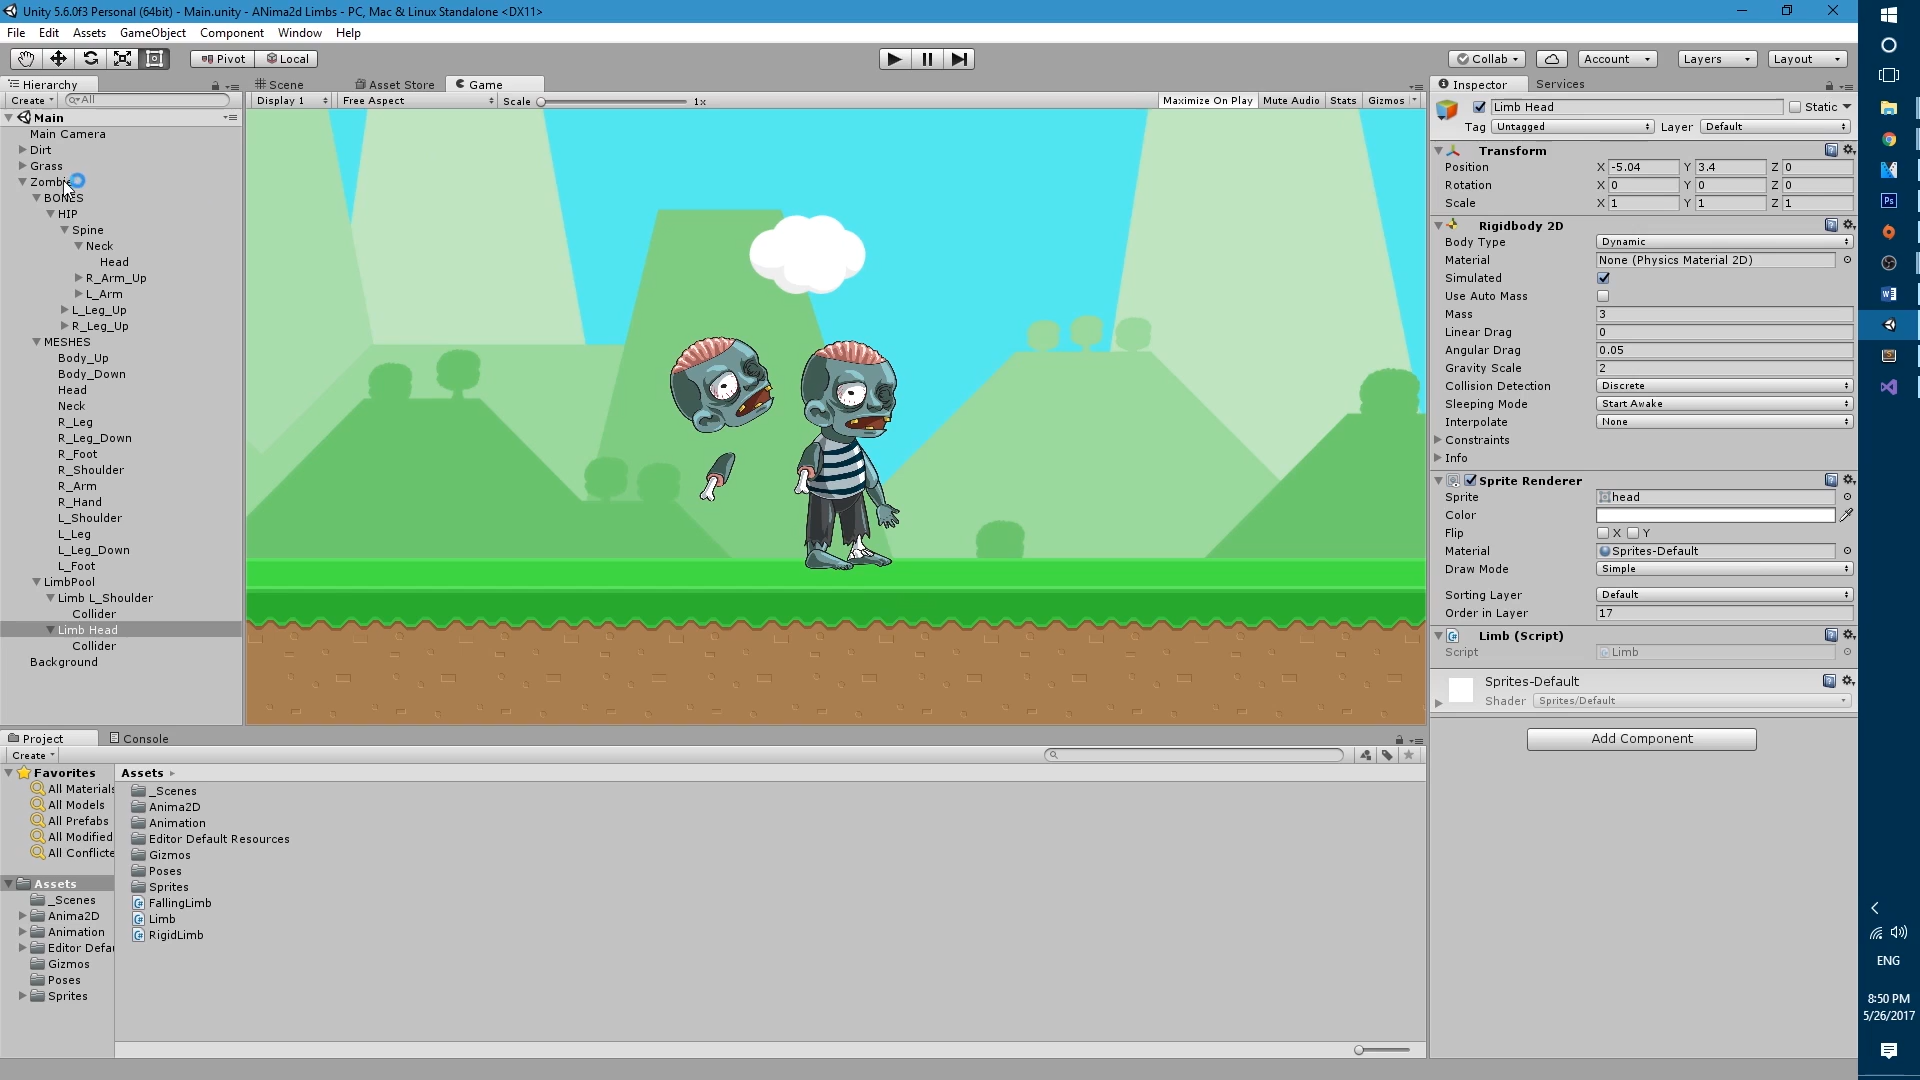 Unity 5.6.0f3 Personal (64bit) - Main.unity - ANima2d Limbs - PC, Mac & Linux Standalone <DX11>
File Edit Assets GameObject Component Window Help
Pivot Local
Collab Account Layers Layout
Hierarchy
Create All
Main
Main Camera
Dirt
Grass
BONES
HIP
Spine
Neck
Head
R_Arm_Up
L_Arm
L_Leg_Up
R_Leg_Up
MESHES
Body_Up
Body_Down
Head
Neck
R_Leg
R_Leg_Down
R_Foot
R_Shoulder
R_Arm
R_Hand
L_Shoulder
L_Leg
L_Leg_Down
L_Foot
LimbPool
Limb L_Shoulder
Collider
Limb Head
Collider
Background
Scene Asset Store Game
Display 1 Free Aspect Scale 1x Maximize On Play Mute Audio Stats Gizmos
Inspector Services
Limb Head Static
Tag Untagged Layer Default
Transform
Position X -5.04 Y 3.4 Z 0
Rotation X 0 Y 0 Z 0
Scale X 1 Y 1 Z 1
Rigidbody 2D
Body Type Dynamic
Material None (Physics Material 2D)
Simulated
Use Auto Mass
Mass 3
Linear Drag 0
Angular Drag 0.05
Gravity Scale 2
Collision Detection Discrete
Sleeping Mode Start Awake
Interpolate None
Constraints
Info
Sprite Renderer
Sprite head
Color
Flip X Y
Material Sprites-Default
Draw Mode Simple
Sorting Layer Default
Order in Layer 17
Limb (Script)
Script Limb
Sprites-Default
Shader Sprites/Default
Add Component
Project Console
Create
Favorites
All Materials
All Models
All Prefabs
All Modified
All Conflicte
Assets
_Scenes
Anima2D
Animation
Editor Defau
Gizmos
Poses
Sprites
Assets
_Scenes
Anima2D
Animation
Editor Default Resources
Gizmos
Poses
Sprites
FallingLimb
Limb
RigidLimb
Ps
ENG
8:50 PM
5/26/2017